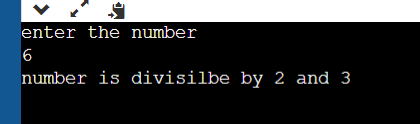 enter the number
6
number is divisilbe by 2 and 3